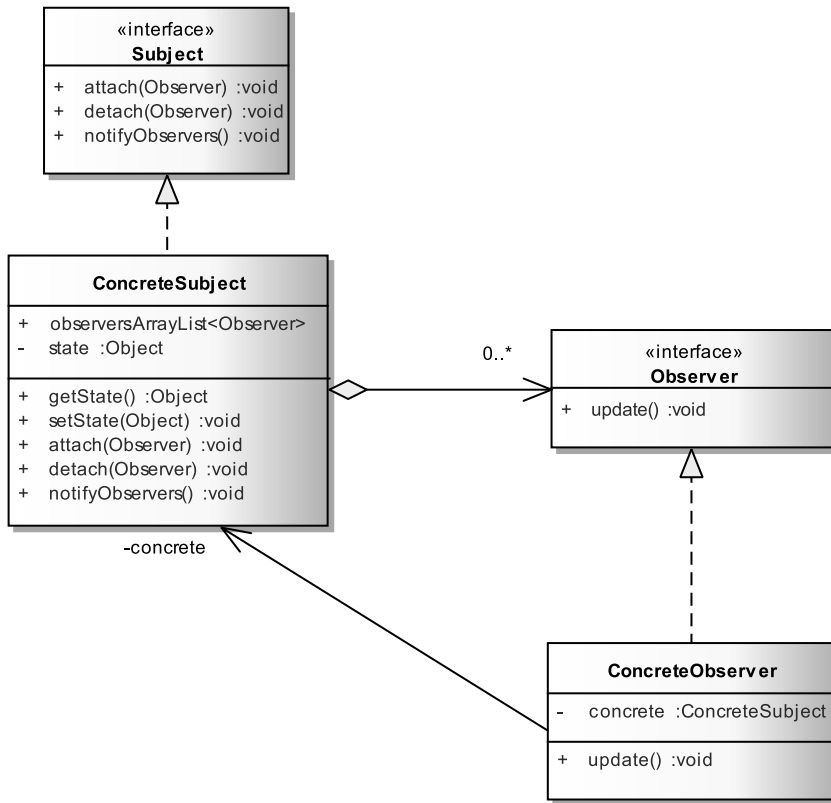 «interface»
Subject
+ attach(Observer) :void
+ detach(Observer) :void
+ notifyObservers() :void
ConcreteSubject
+ observersArrayList<Observer>
- state :Object
+ getState() :Object
+ setState(Object) :void
+ attach(Observer) :void
+ detach(Observer) :void
+ notifyObservers() :void
0..*
«interface»
Observer
+ update() :void
-concrete
ConcreteObserver
- concrete :ConcreteSubject
+ update() :void